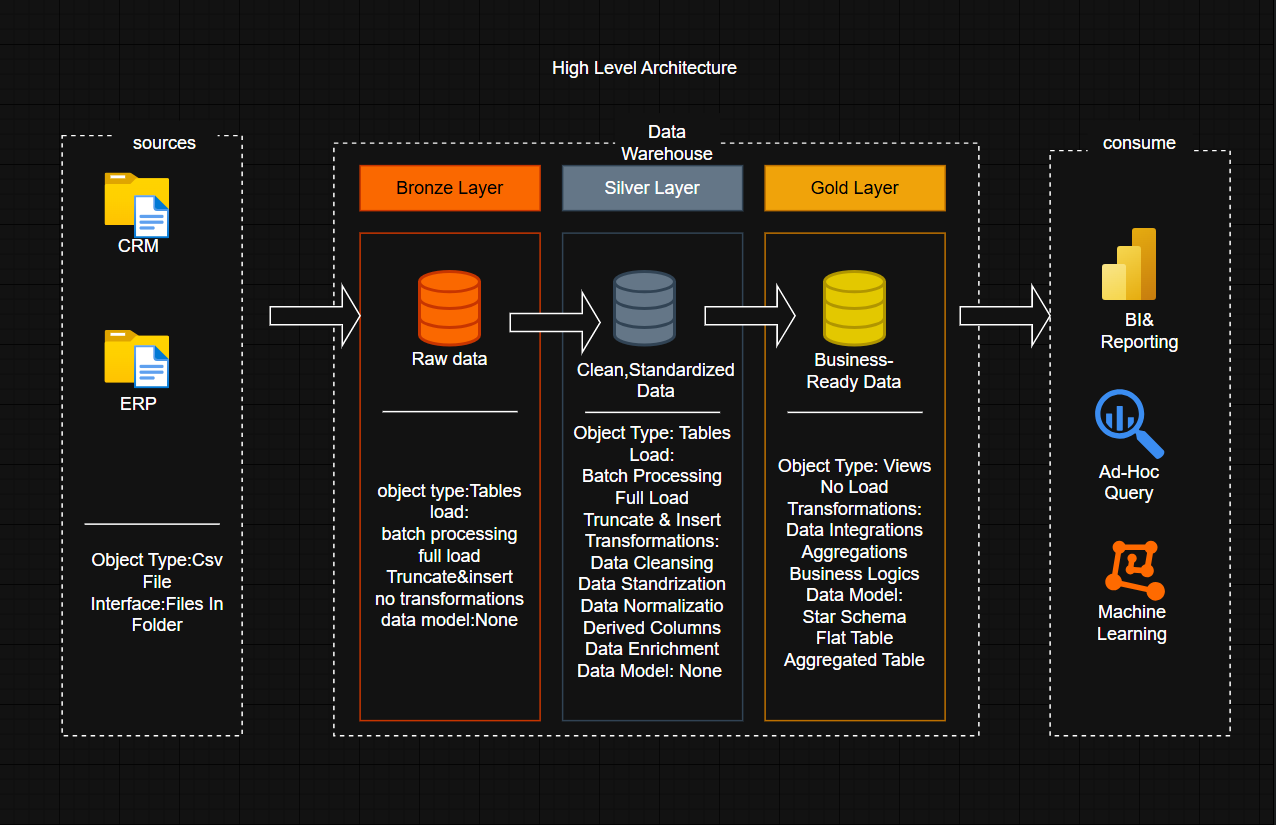 High Level Architecture
sources
CRM
ERP
Object Type:Csv
File
Interface:Files In
Folder
Data
Warehouse
Bronze Layer
Raw data
object type:Tables
load:
batch processing
full load
Truncate&insert
no transformations
data model:None
Silver Layer
Clean,Standardized
Data
Object Type: Tables
Load:
Batch Processing
Full Load
Truncate & Insert
Transformations:
Data Cleansing
Data Standrization
Data Normalizatio
Derived Columns
Data Enrichment
Data Model: None
Gold Layer
Business-
Ready Data
Object Type: Views
No Load
Transformations:
Data Integrations
Aggregations
Business Logics
Data Model:
Star Schema
Flat Table
Aggregated Table
consume
BI&
Reporting
Ad-Hoc
Query
Machine
Learning